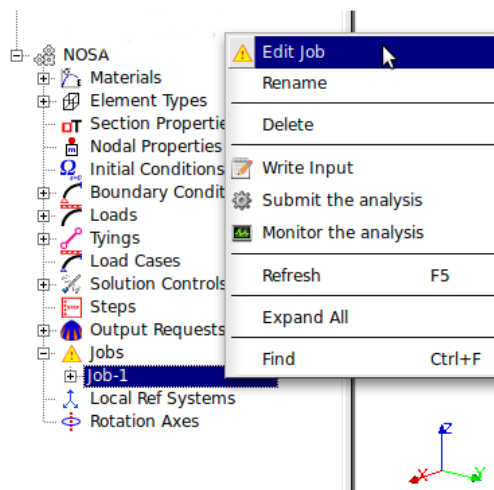 NOSA
Materials
Element Types
Section Propertie
Nodal Properties
Initial Conditions
Boundary Condit
Loads
Tyings
Load Cases
Solution Controls
Steps
Output Requests
Jobs
Job-1
Local Ref Systems
Rotation Axes
Edit Job
Rename
Delete
Write Input
Submit the analysis
Monitor the analysis
Refresh F5
Expand All
Find Ctrl+F
Z
X
Y